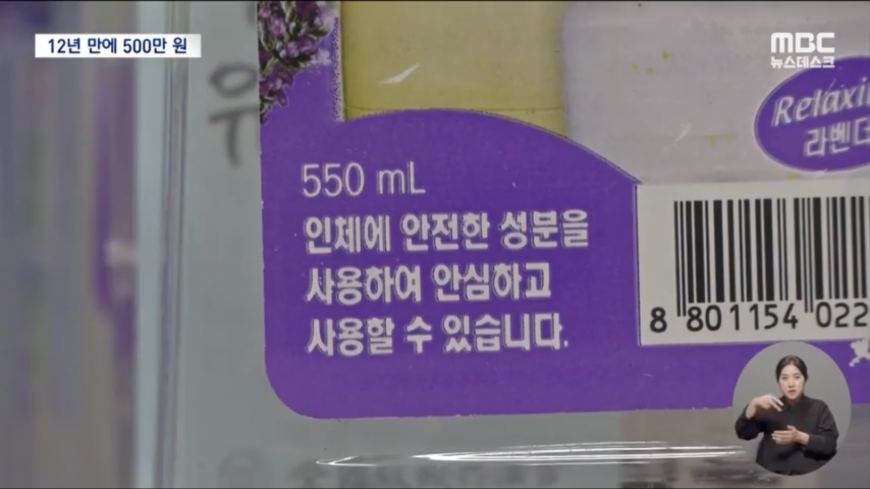 12년 만에 500만 원
MBC
뉴스데스크
Relaxin
라벤더
550 mL
인체에 안전한 성분을
사용하여 안심하고
사용할 수 있습니다.
8 801154 022